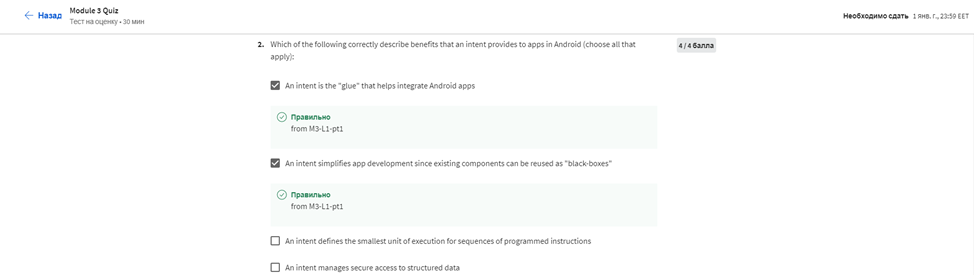 Назад
Module 3 Quiz
Тест на оценку • 30 мин
Необходимо сдать 1 янв. г., 23:59 EET
2. Which of the following correctly describe benefits that an intent provides to apps in Android (choose all that
apply):
4 / 4 балла
An intent is the "glue" that helps integrate Android apps
Правильно
from M3-L1-pt1
An intent simplifies app development since existing components can be reused as "black-boxes"
Правильно
from M3-L1-pt1
An intent defines the smallest unit of execution for sequences of programmed instructions
An intent manages secure access to structured data